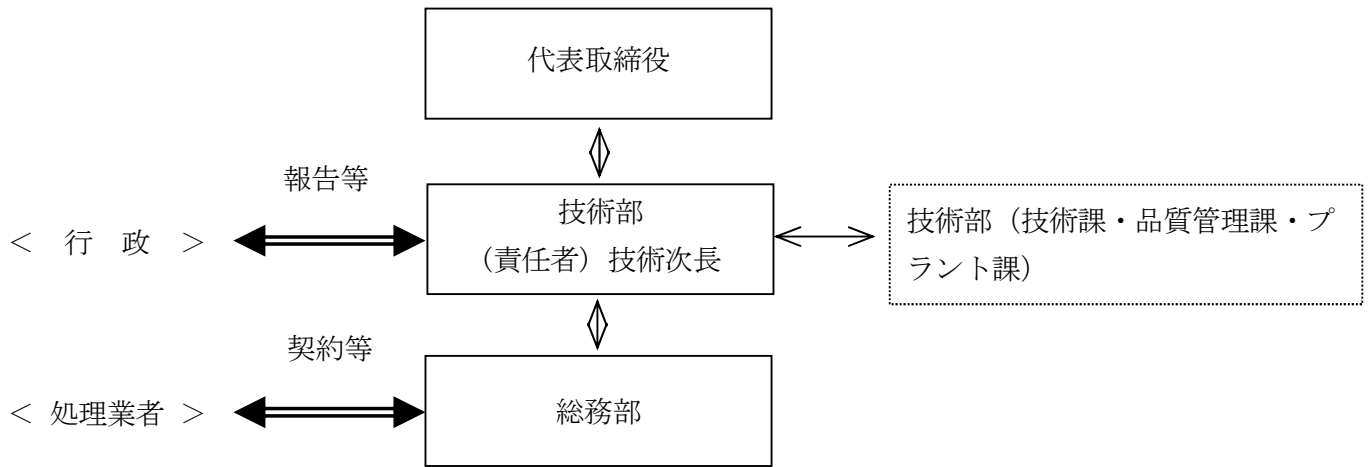 代表取締役
報告等
技術部
（責任者）技術次長
技術部（技術課・品質管理課・プ
ラント課）
＜　行　政　＞
契約等
＜ 処理業者 ＞
総務部